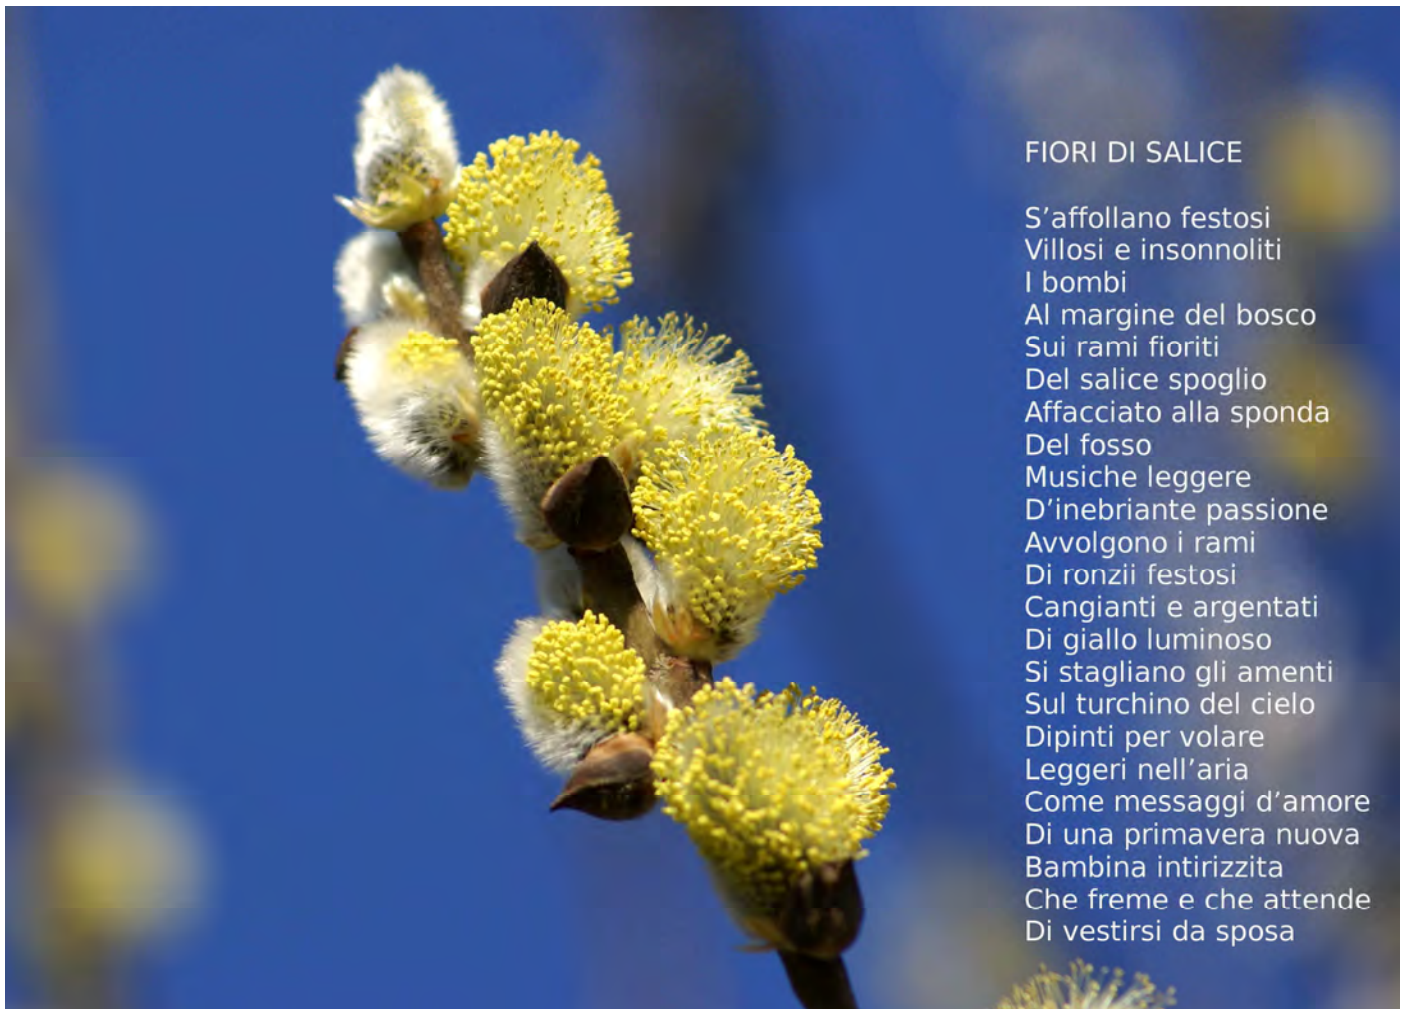 FIORI DI SALICE
S’affollano festosi
Villosi e insonnoliti
I bombi
Al margine del bosco
Sui rami fioriti
Del salice spoglio
Affacciato alla sponda
Del fosso
Musiche leggere
D’inebriante passione
Avvolgono i rami
Di ronzii festosi
Cangianti e argentati
Di giallo luminoso
Si stagliano gli amenti
Sul turchino del cielo
Dipinti per volare
Leggeri nell’aria
Come messaggi d’amore
Di una primavera nuova
Bambina intirizzita
Che freme e che attende
Di vestirsi da sposa